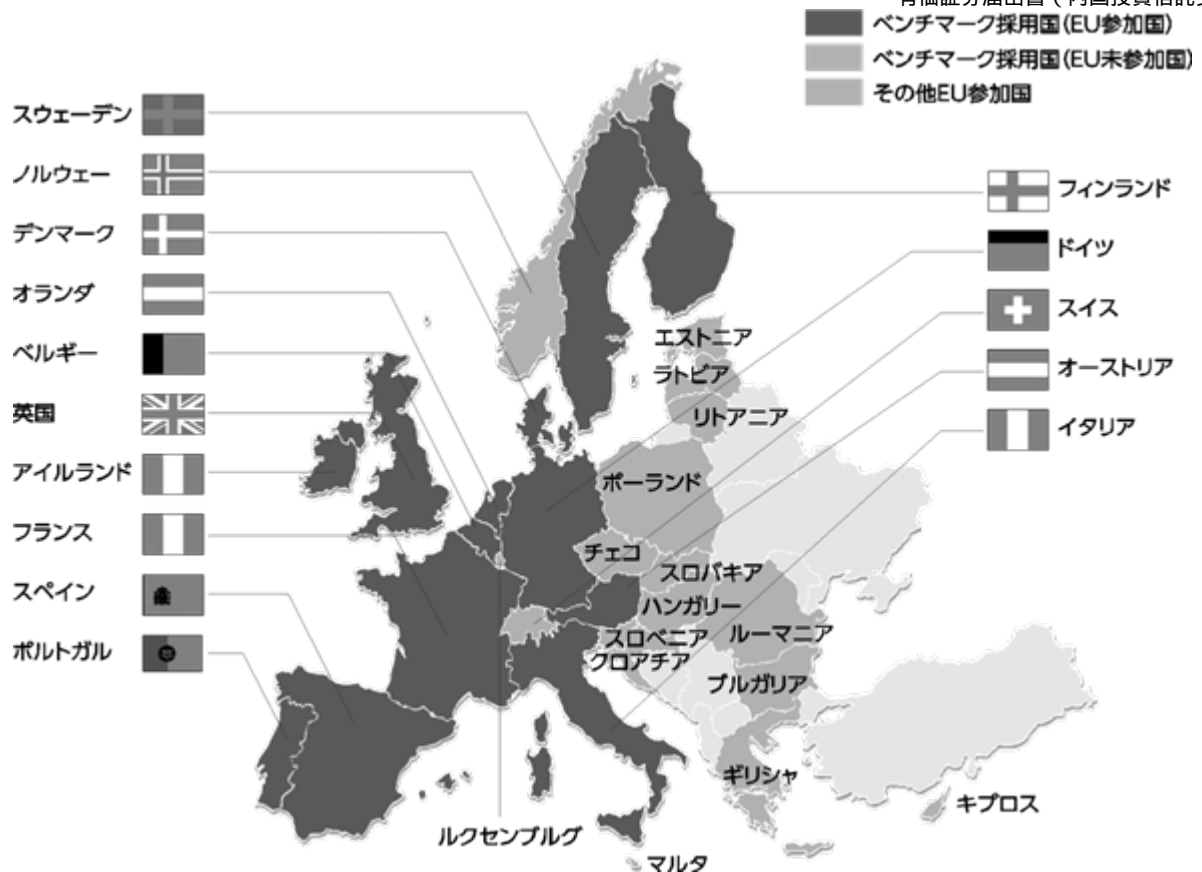 ベンチマーク採用国(EU参加国)
ベンチマーク採用国(EU未参加国)
その他EU参加国
スウェーデン
ノルウェー
デンマーク
オランダ
ベルギー
英国
アイルランド
フランス
スペイン
ポルトガル
フィンランド
ドイツ
スイス
オーストリア
イタリア
エストニア
ラトビア
リトアニア
ポーランド
チェコ
スロバキア
ハンガリー
スロベニア
ルーマニア
クロアチア
ブルガリア
ギリシャ
キプロス
ルクセンブルグ
マルタ